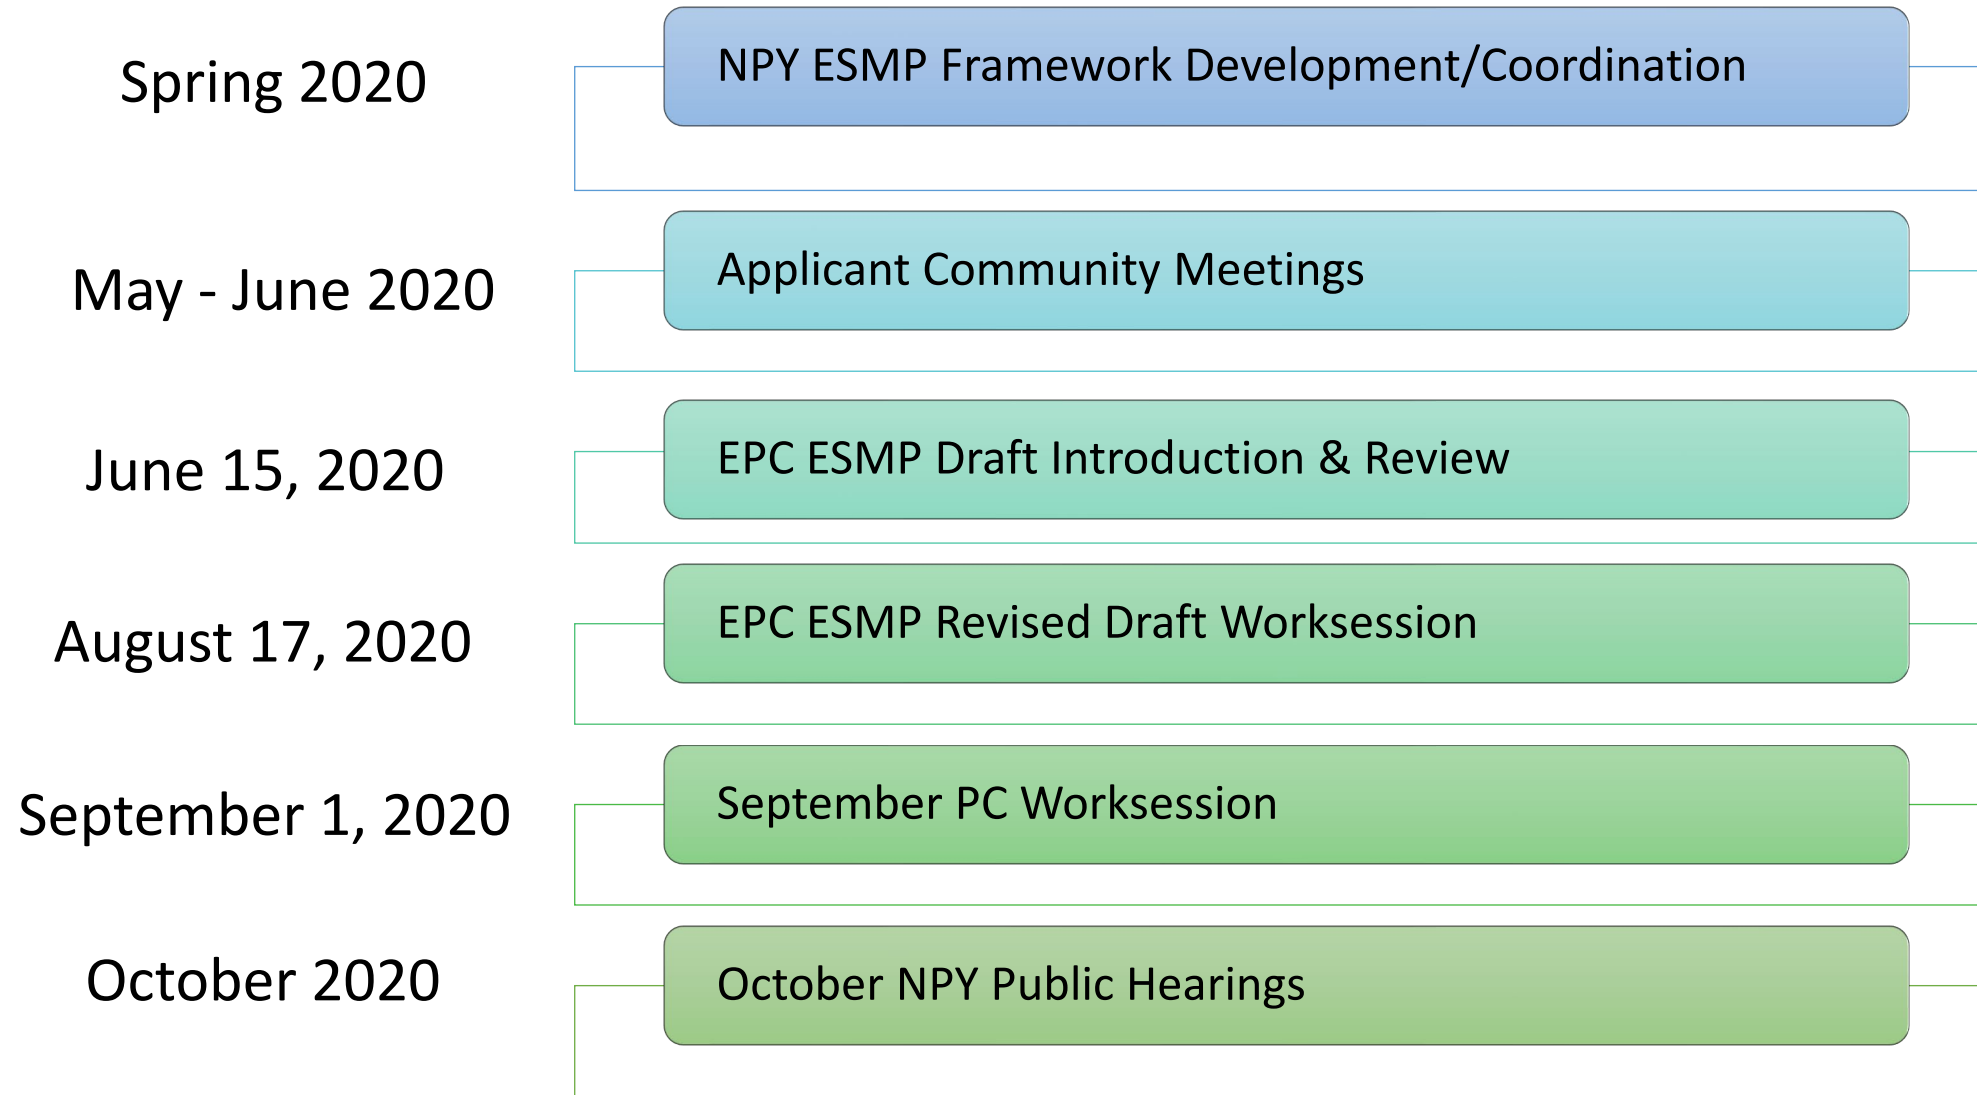 Spring 2020
NPY ESMP Framework Development/Coordination
May - June 2020
Applicant Community Meetings
June 15, 2020
EPC ESMP Draft Introduction & Review
August 17, 2020
EPC ESMP Revised Draft Worksession
September 1, 2020
September PC Worksession
October 2020
October NPY Public Hearings